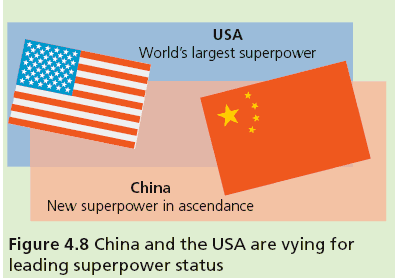 USA
World's largest superpower
China
New superpower in ascendance
Figure 4.8 China and the USA are vying for
leading superpower status